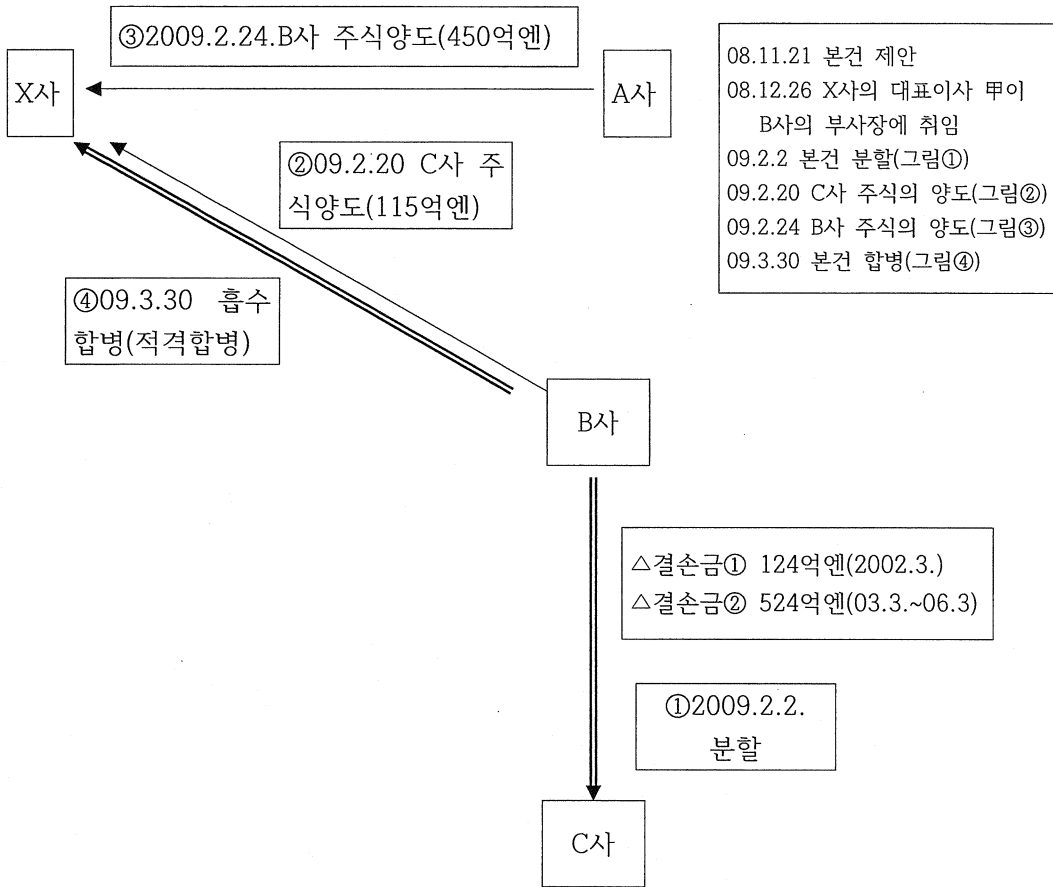 ③2009.2.24.B사 주식양도(450억엔)
X사
A사
08.11.21 본건 제안
08.12.26 X사의 대표이사 甲이
B사의 부사장에 취임
09.2.2 본건 분할(그림①)
09.2.20 C사 주식의 양도(그림②)
09.2.24 B사 주식의 양도(그림③)
09.3.30 본건 합병(그림④)
②09.2.20 C사 주
식양도(115억엔)
④09.3.30 흡수
합병(적격합병)
B사
△결손금① 124억엔(2002.3.)
△결손금② 524억엔(03.3.~06.3)
①2009.2.2.
분할
C사